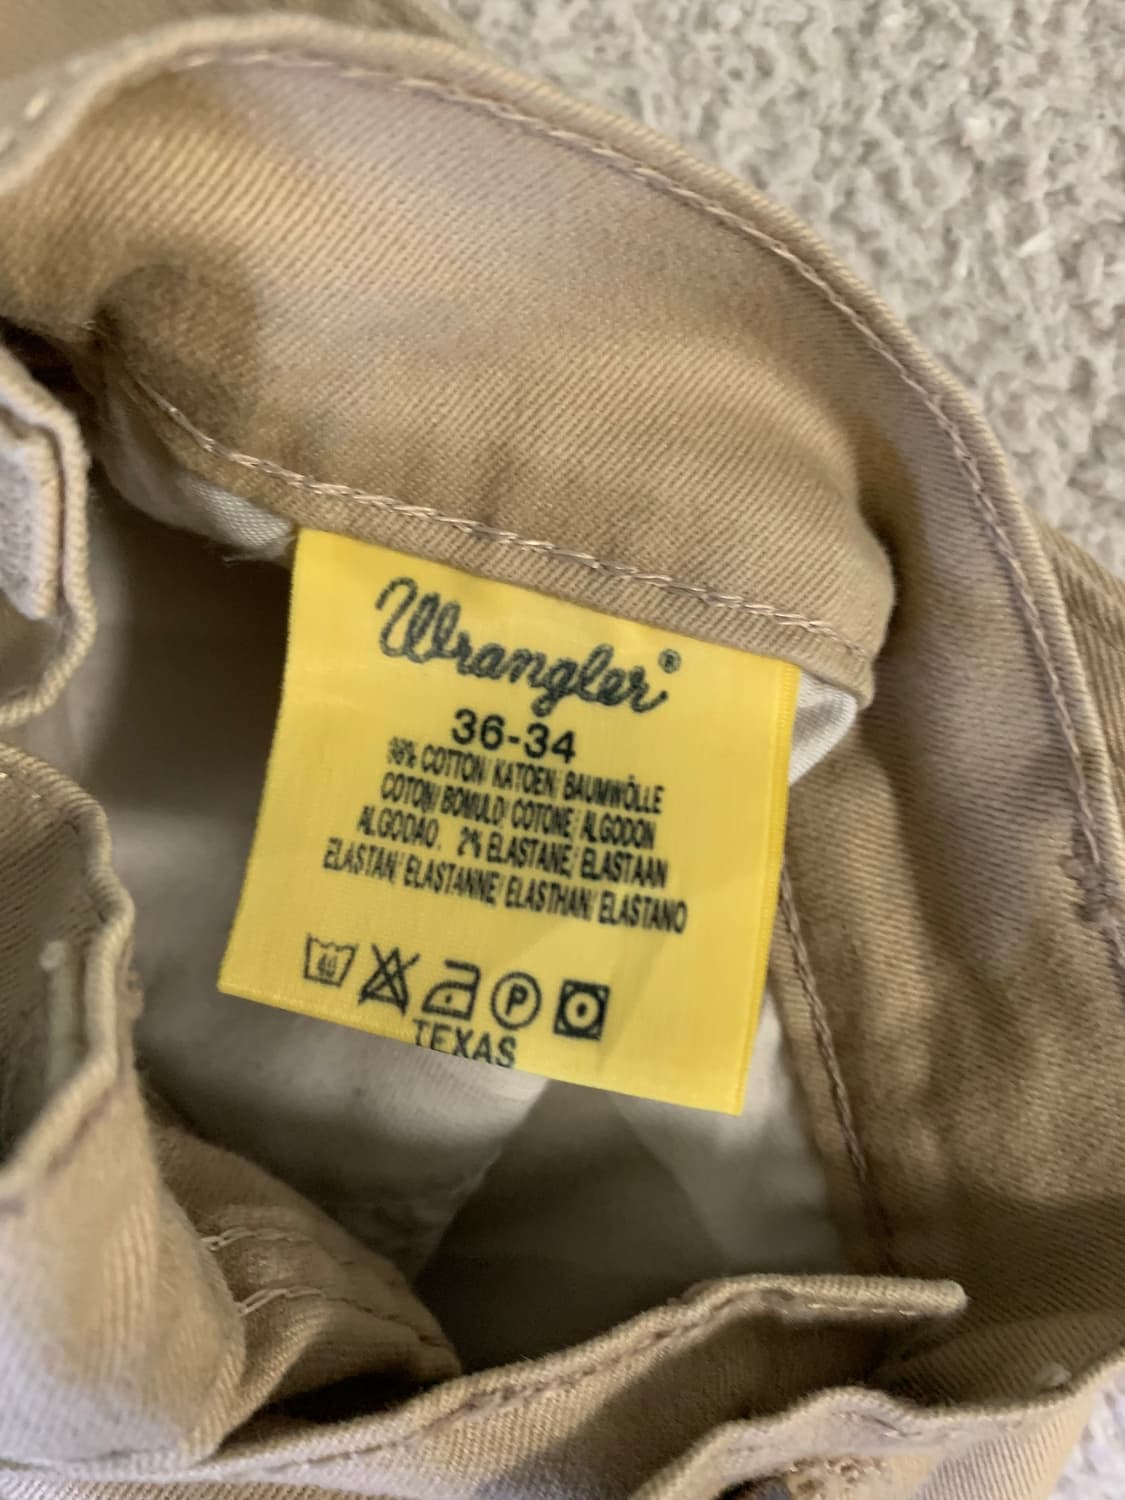 Wrangler®
36-34
98% COTTON/ KATOEN/ BAUMWÖLLE
COTON/ BOMULD/ COTONE/ ALGODON
ALGODAO. 2% ELASTANE/ ELASTAAN
ELASTAN/ ELASTANNE/ ELASTHAN/ ELASTANO
40
P
TEXAS